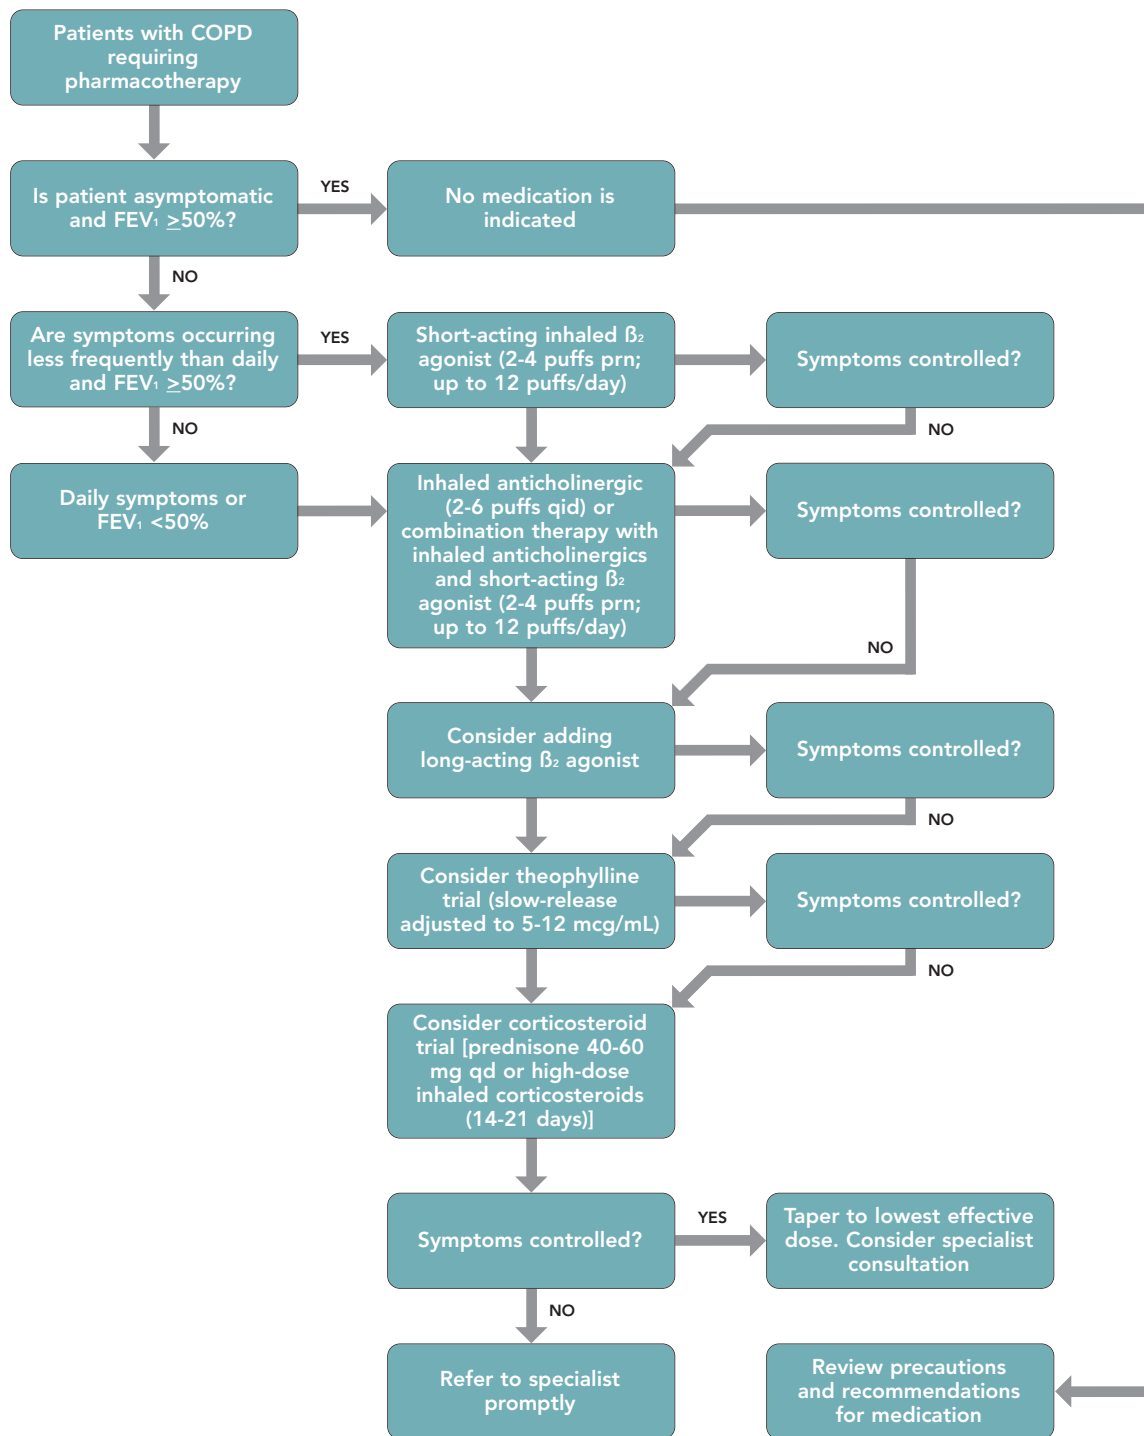 Patients with COPD
requiring
pharmacotherapy
Is patient asymptomatic
and FEV₁ ≥50%?
YES
No medication is
indicated
NO
Are symptoms occurring
less frequently than daily
and FEV₁ ≥50%?
YES
Short-acting inhaled ß₂
agonist (2-4 puffs prn;
up to 12 puffs/day)
Symptoms controlled?
NO
NO
Daily symptoms or
FEV₁ <50%
Inhaled anticholinergic
(2-6 puffs qid) or
combination therapy with
inhaled anticholinergics
and short-acting ß₂
agonist (2-4 puffs prn;
up to 12 puffs/day)
Symptoms controlled?
NO
Consider adding
long-acting ß₂ agonist
Symptoms controlled?
NO
Consider theophylline
trial (slow-release
adjusted to 5-12 mcg/mL)
Symptoms controlled?
NO
Consider corticosteroid
trial [prednisone 40-60
mg qd or high-dose
inhaled corticosteroids
(14-21 days)]
Symptoms controlled?
YES
Taper to lowest effective
dose. Consider specialist
consultation
NO
Refer to specialist
promptly
Review precautions
and recommendations
for medication